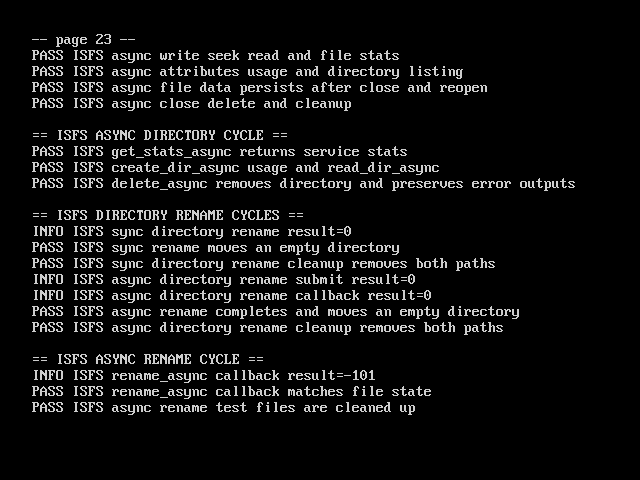 -- page 23 --
PASS ISFS async write seek read and file stats
PASS ISFS async attributes usage and directory listing
PASS ISFS async file data persists after close and reopen
PASS ISFS async close delete and cleanup
== ISFS ASYNC DIRECTORY CYCLE ==
PASS ISFS get_stats_async returns service stats
PASS ISFS create_dir_async usage and read_dir_async
PASS ISFS delete_async removes directory and preserves error outputs
== ISFS DIRECTORY RENAME CYCLES ==
INFO ISFS sync directory rename result=0
PASS ISFS sync rename moves an empty directory
PASS ISFS sync directory rename cleanup removes both paths
INFO ISFS async directory rename submit result=0
INFO ISFS async directory rename callback result=0
PASS ISFS async rename completes and moves an empty directory
PASS ISFS async directory rename cleanup removes both paths
== ISFS ASYNC RENAME CYCLE ==
INFO ISFS rename_async callback result=-101
PASS ISFS rename_async callback matches file state
PASS ISFS async rename test files are cleaned up